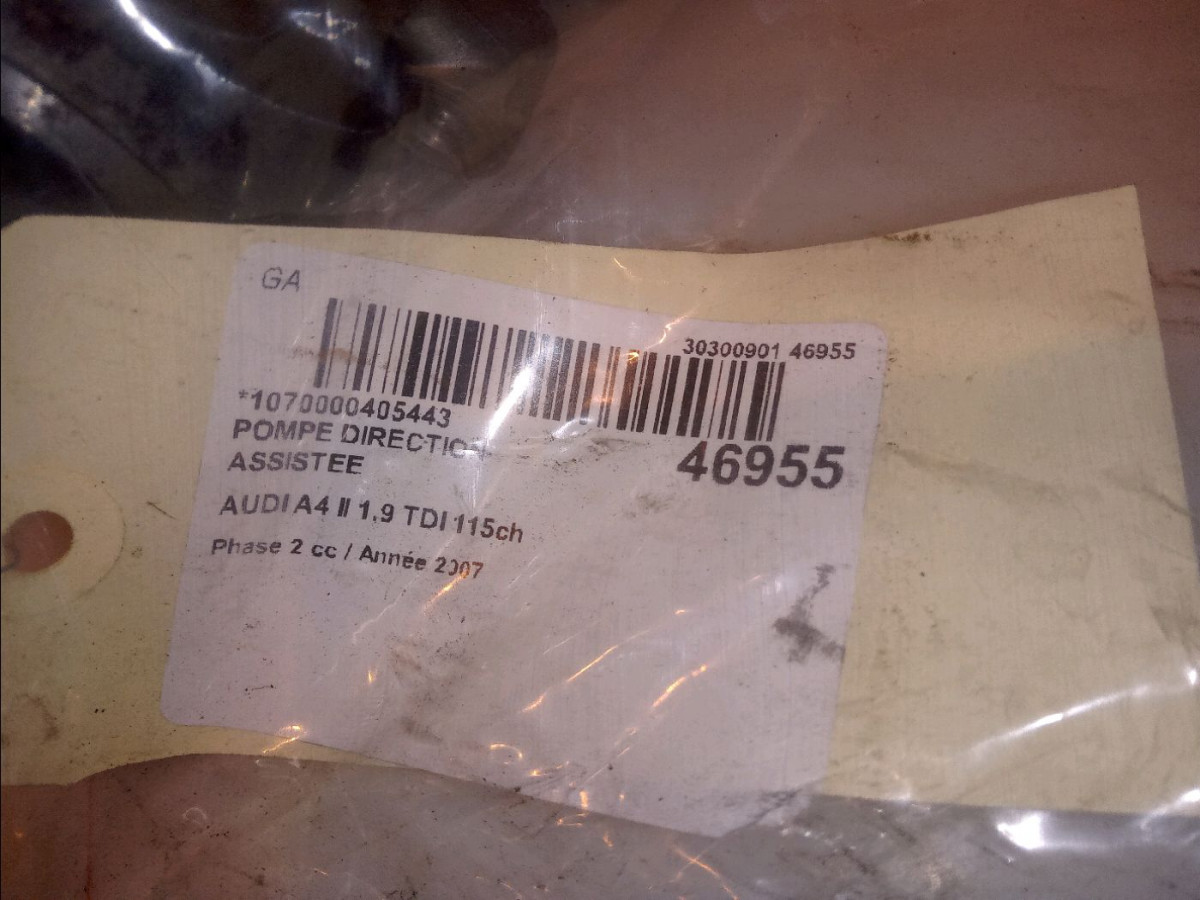 GA
30300901 46955
*1070000405443
POMPE DIRECTION
46955
ASSISTEE
AUDI A4 II 1.9 TDI 115ch
Phase 2 cc / Année 2007